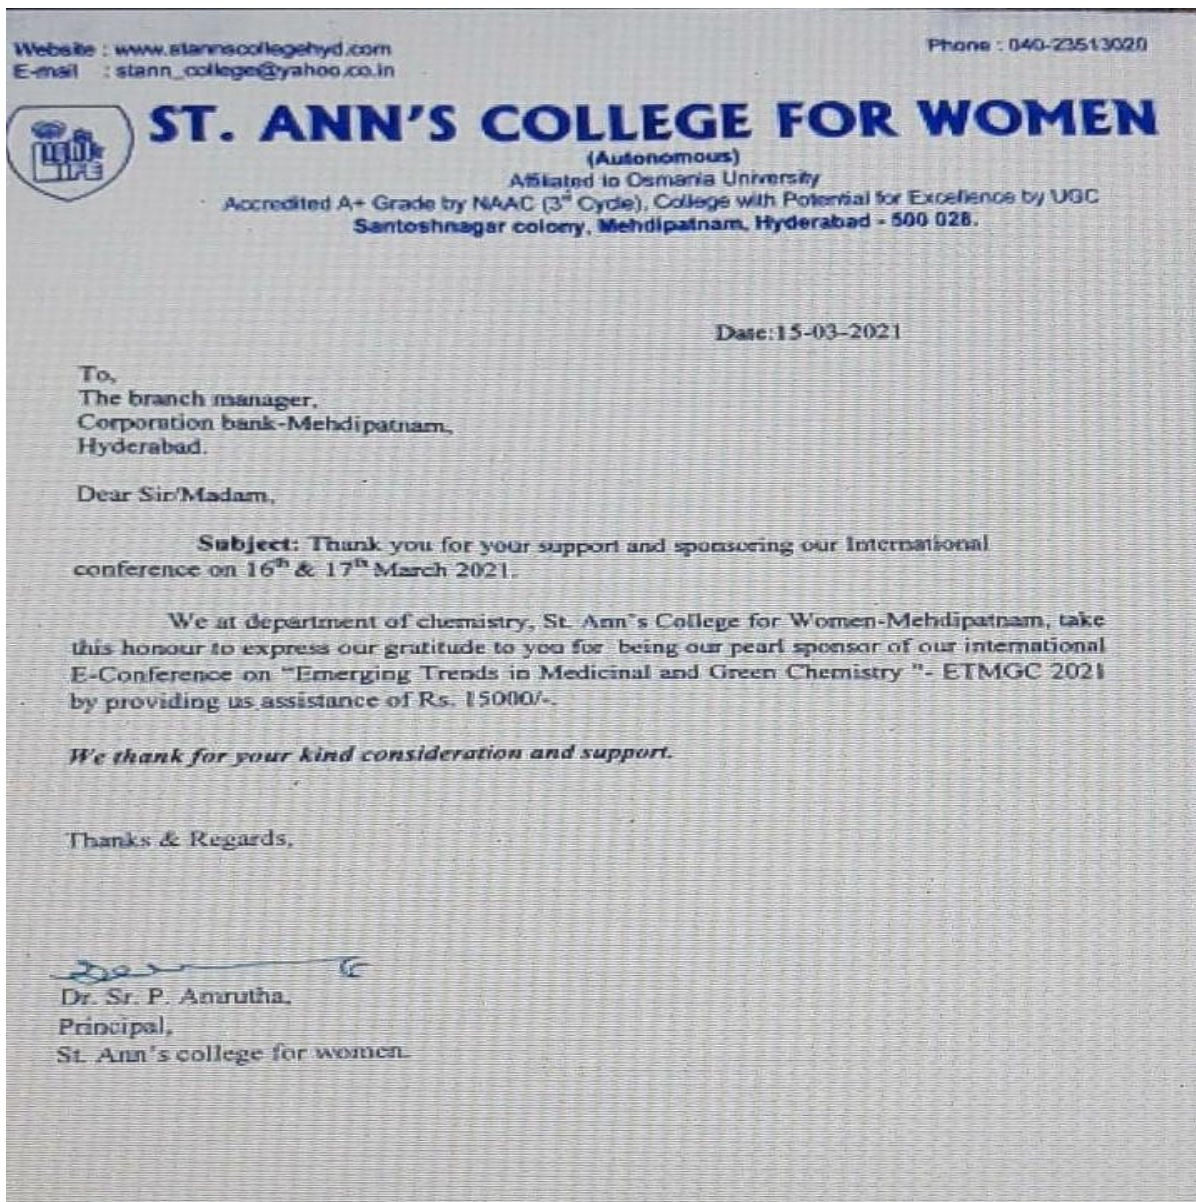 Website : www.stannscollegehyd.com
Phone : 040-23513020
E-mail : stann_college@yahoo.co.in
ST. ANN'S COLLEGE FOR WOMEN
(Autonomous)
Affiliated to Osmania University
Accredited A+ Grade by NAAC (3rd Cycle), College with Potential for Excellence by UGC
Santoshnagar colony, Mehdipatnam, Hyderabad - 500 028.
Date:15-03-2021
To,
The branch manager,
Corporation bank-Mehdipatnam,
Hyderabad.
Dear Sir/Madam,
Subject: Thank you for your support and sponsoring our International
conference on 16th & 17th March 2021.
We at department of chemistry, St. Ann's College for Women-Mehdipatnam, take
this honour to express our gratitude to you for being our pearl sponsor of our international
E-Conference on "Emerging Trends in Medicinal and Green Chemistry "- ETMGC 2021
by providing us assistance of Rs. 15000/-.
We thank for your kind consideration and support.
Thanks & Regards,
Dr. Sr. P. Amrutha,
Principal,
St. Ann's college for women.